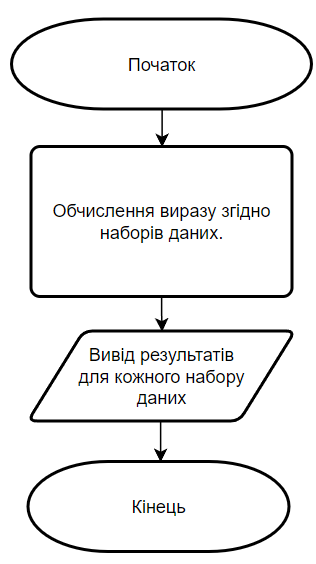 Початок
Обчислення виразу згідно
наборів даних.
Вивід результатів
для кожного набору
даних
Кінець